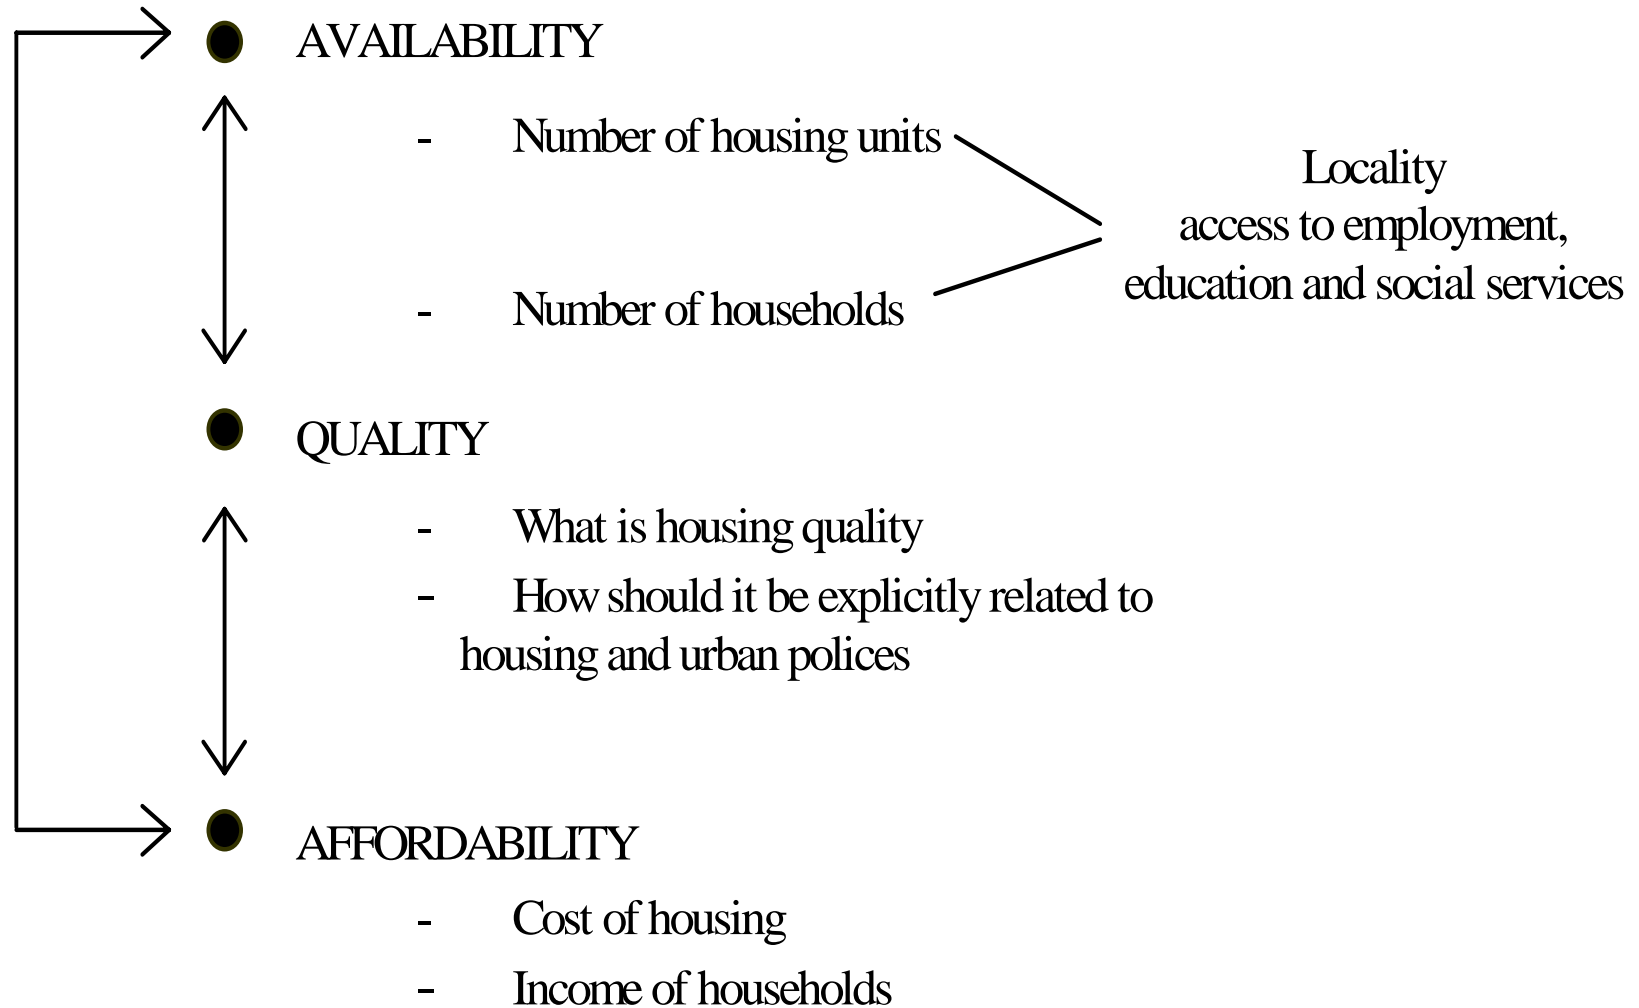 AVAILABILITY
- Number of housing units
Locality
access to employment,
education and social services
- Number of households
QUALITY
- What is housing quality
- How should it be explicitly related to
housing and urban polices
AFFORDABILITY
- Cost of housing
- Income of households